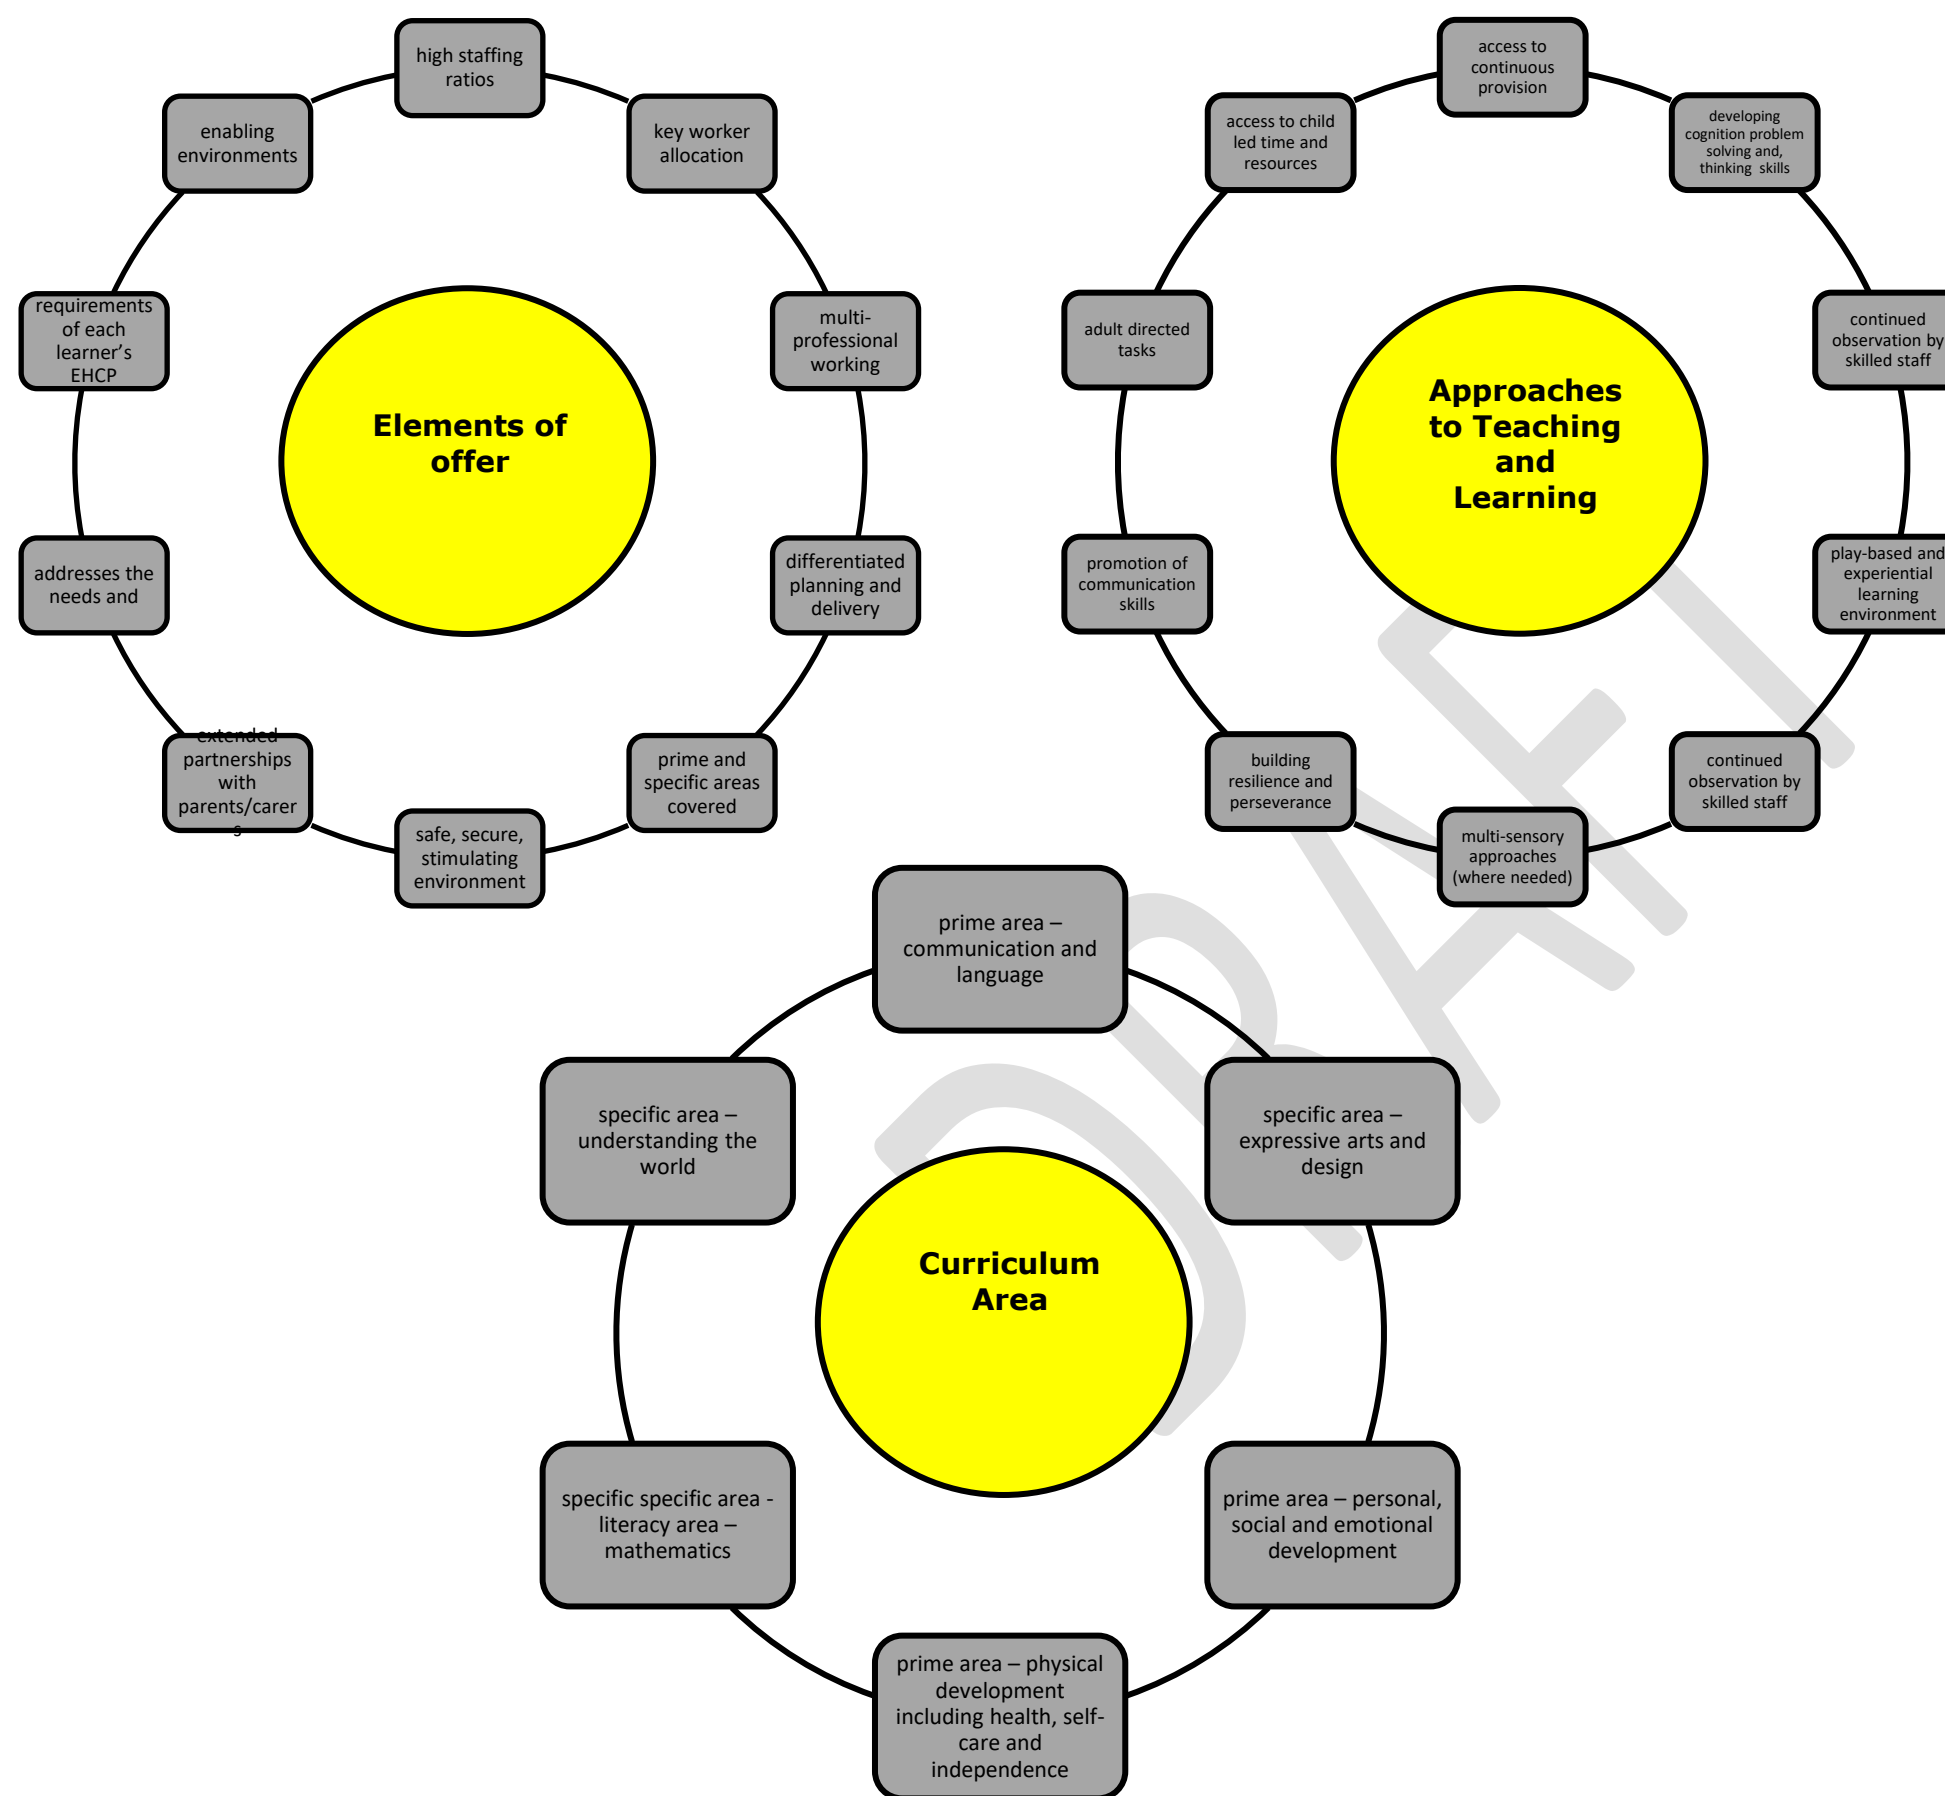 high staffing
ratios
key worker
allocation
multi-
professional
working
differentiated
planning and
delivery
prime and
specific areas
covered
safe, secure,
stimulating
environment
extended
partnerships
with
parents/carer
s
addresses the
needs and
requirements
of each
learner's
EHCP
enabling
environments
Elements of
offer
access to
continuous
provision
developing
cognition problem
solving and,
thinking skills
continued
observation by
skilled staff
play-based and
experiential
learning
environment
continued
observation by
skilled staff
multi-sensory
approaches
(where needed)
building
resilience and
perseverance
promotion of
communication
skills
adult directed
tasks
access to child
led time and
resources
Approaches
to Teaching
and
Learning
prime area –
communication and
language
specific area –
expressive arts and
design
prime area – personal,
social and emotional
development
prime area – physical
development
including health, self-
care and
independence
specific specific area -
literacy area –
mathematics
specific area –
understanding the
world
Curriculum
Area
DRAFT